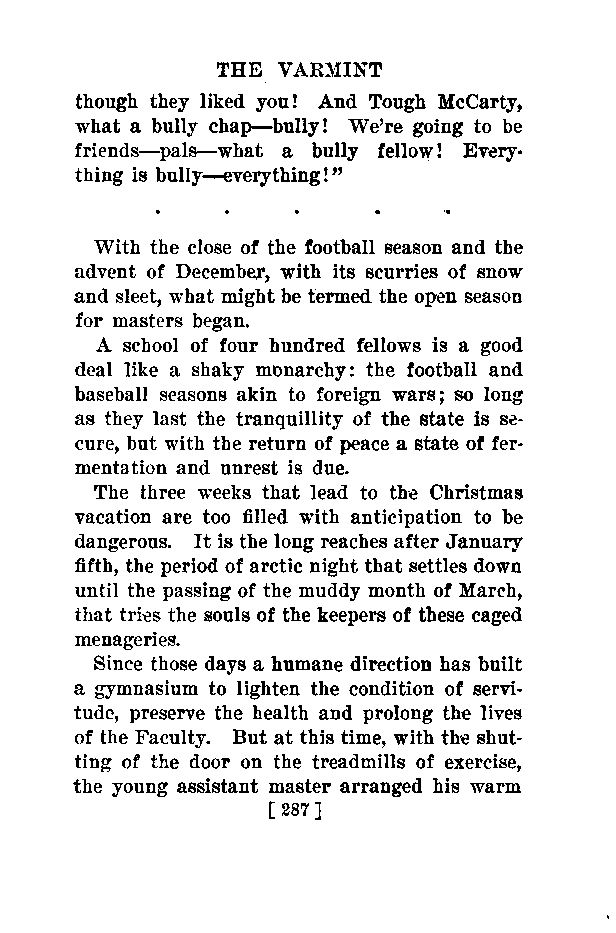 THE VARMINT
though they liked you! And Tough McCarty,
what a bully chap—bully! We're going to be
friends—pals—what a bully fellow! Every-
thing is bully—everything!"
. . . . .
With the close of the football season and the
advent of December, with its scurries of snow
and sleet, what might be termed the open season
for masters began.
A school of four hundred fellows is a good
deal like a shaky monarchy: the football and
baseball seasons akin to foreign wars; so long
as they last the tranquillity of the state is se-
cure, but with the return of peace a state of fer-
mentation and unrest is due.
The three weeks that lead to the Christmas
vacation are too filled with anticipation to be
dangerous. It is the long reaches after January
fifth, the period of arctic night that settles down
until the passing of the muddy month of March,
that tries the souls of the keepers of these caged
menageries.
Since those days a humane direction has built
a gymnasium to lighten the condition of servi-
tude, preserve the health and prolong the lives
of the Faculty. But at this time, with the shut-
ting of the door on the treadmills of exercise,
the young assistant master arranged his warm
[ 287 ]